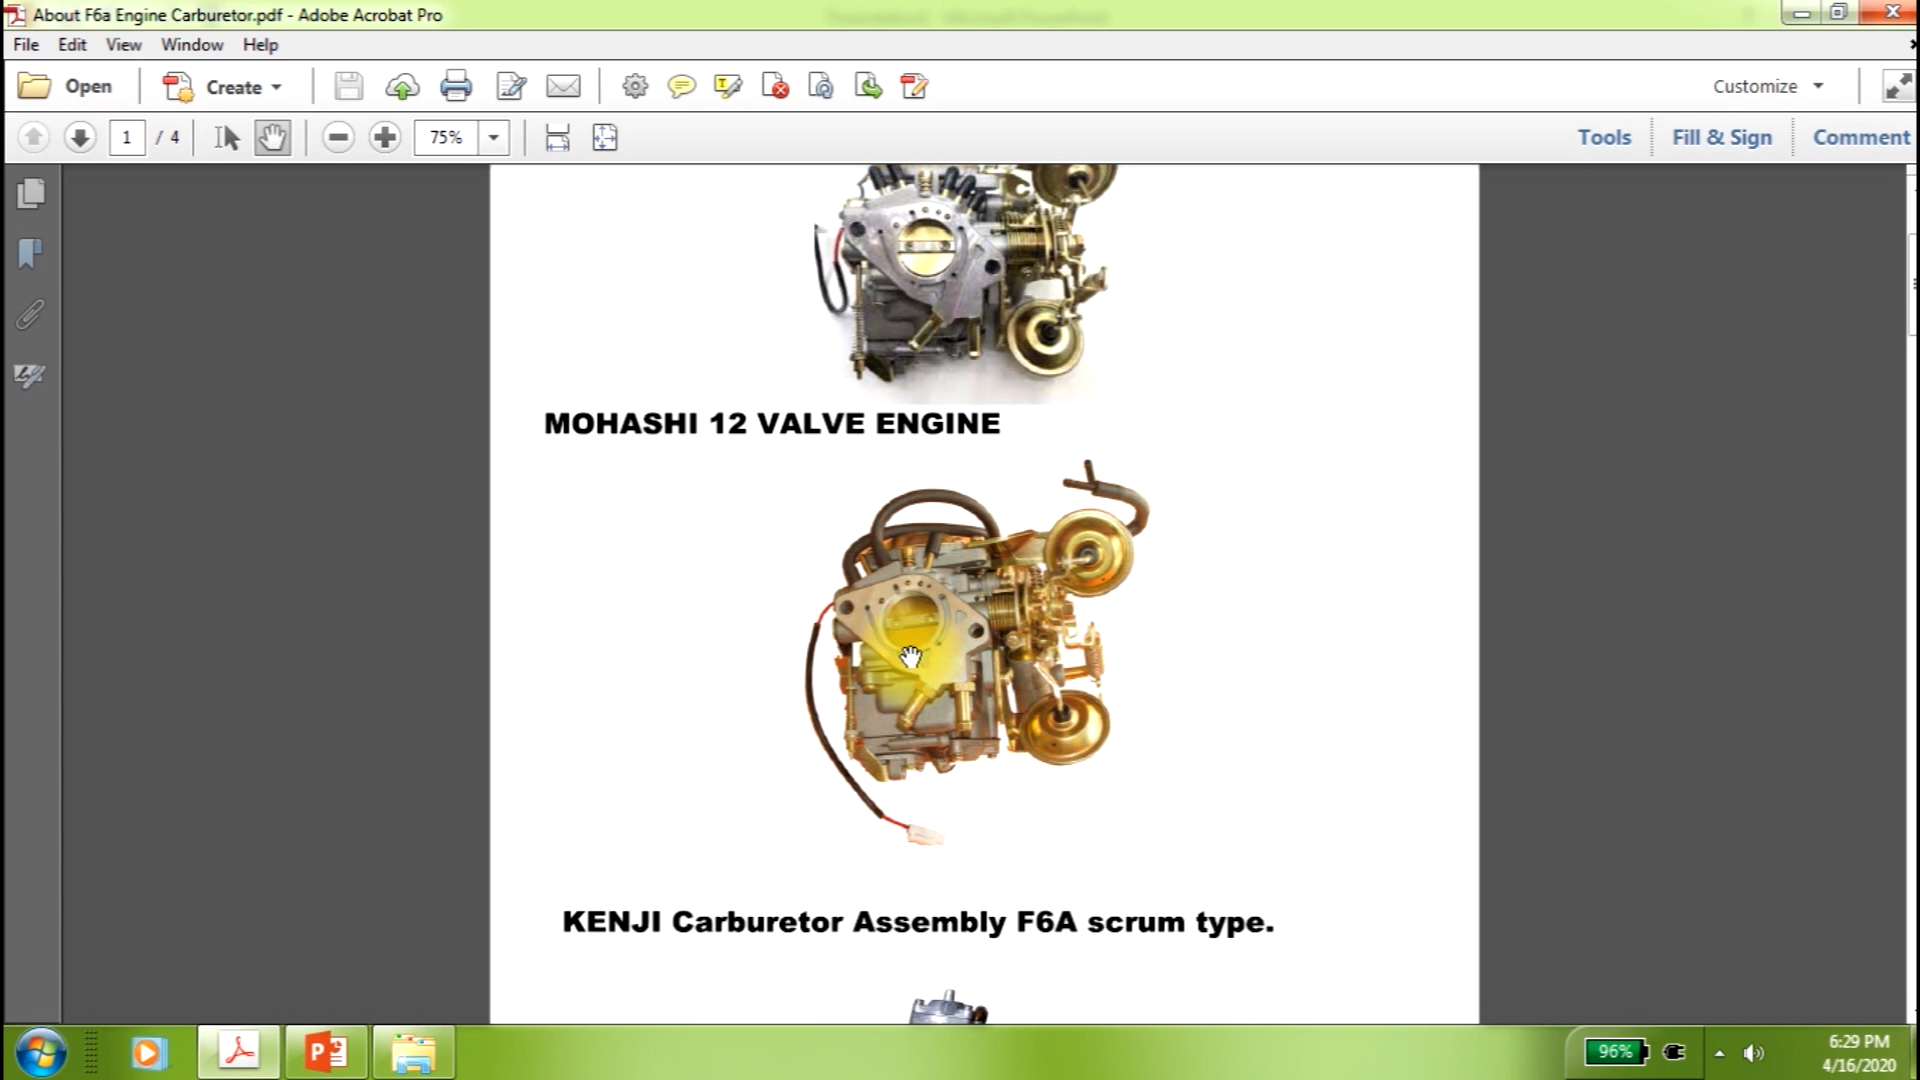 About F6a Engine Carburetor.pdf - Adobe Acrobat Pro
File Edit View Window Help
Open Create Customize
1 / 4 75% Tools Fill & Sign Comment
MOHASHI 12 VALVE ENGINE
KENJI Carburetor Assembly F6A scrum type.
96% 6:29 PM
4/16/2020